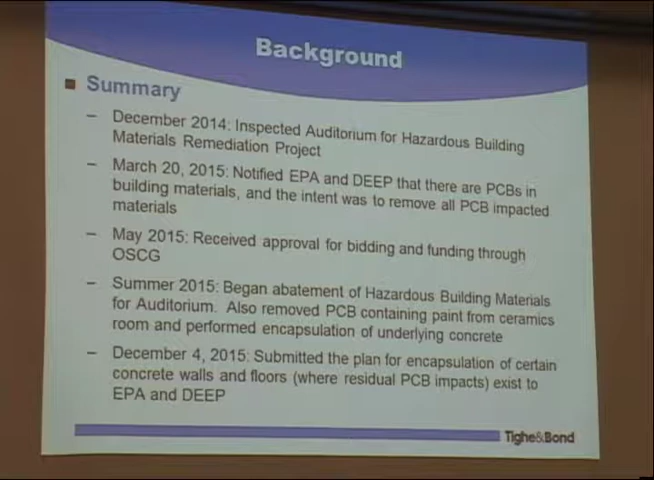 Background
Summary
– December 2014: Inspected Auditorium for Hazardous Building
Materials Remediation Project
– March 20, 2015: Notified EPA and DEEP that there are PCBs in
building materials, and the intent was to remove all PCB impacted
materials
– May 2015: Received approval for bidding and funding through
OSCG
– Summer 2015: Began abatement of Hazardous Building Materials
for Auditorium. Also removed PCB containing paint from ceramics
room and performed encapsulation of underlying concrete
– December 4, 2015: Submitted the plan for encapsulation of certain
concrete walls and floors (where residual PCB impacts) exist to
EPA and DEEP
Tighe&Bond